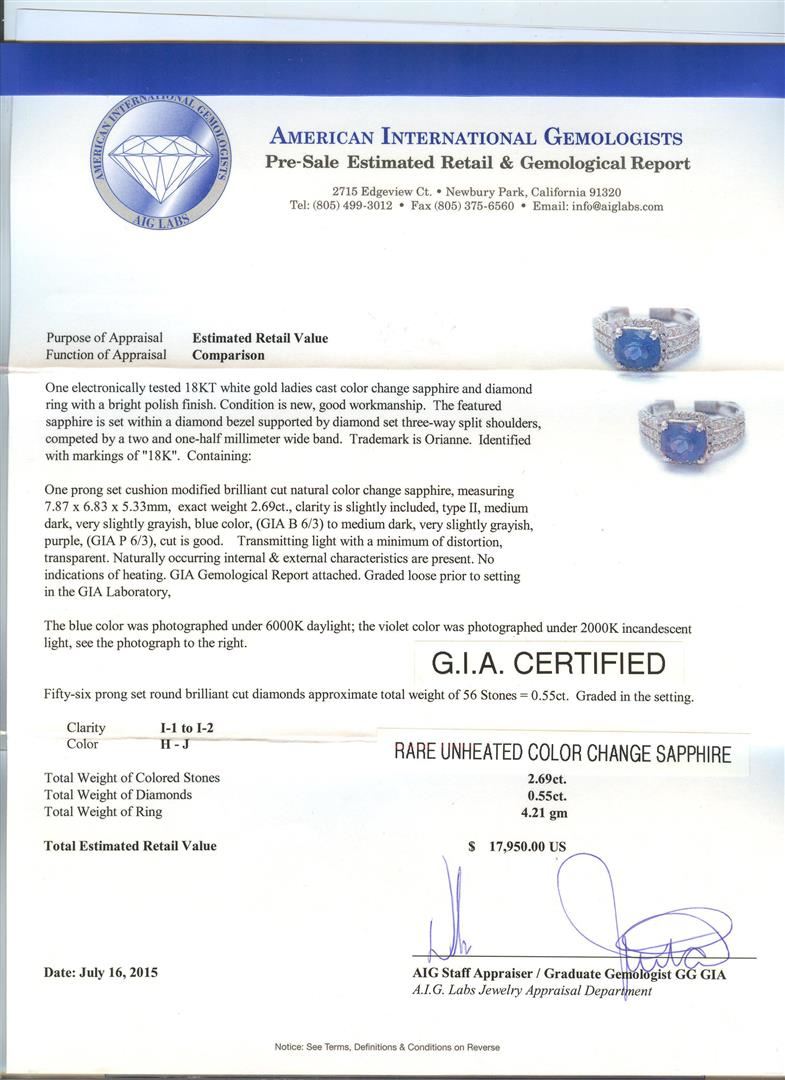 AMERICAN INTERNATIONAL GEMOLOGISTS
AIG LABS
AMERICAN INTERNATIONAL GEMOLOGISTS
Pre-Sale Estimated Retail & Gemological Report
2715 Edgeview Ct. • Newbury Park, California 91320
Tel: (805) 499-3012 • Fax (805) 375-6560 • Email: info@aiglabs.com
Purpose of Appraisal Estimated Retail Value
Function of Appraisal Comparison
One electronically tested 18KT white gold ladies cast color change sapphire and diamond
ring with a bright polish finish. Condition is new, good workmanship. The featured
sapphire is set within a diamond bezel supported by diamond set three-way split shoulders,
competed by a two and one-half millimeter wide band. Trademark is Orianne. Identified
with markings of "18K". Containing:
One prong set cushion modified brilliant cut natural color change sapphire, measuring
7.87 x 6.83 x 5.33mm, exact weight 2.69ct., clarity is slightly included, type II, medium
dark, very slightly grayish, blue color, (GIA B 6/3) to medium dark, very slightly grayish,
purple, (GIA P 6/3), cut is good. Transmitting light with a minimum of distortion,
transparent. Naturally occurring internal & external characteristics are present. No
indications of heating. GIA Gemological Report attached. Graded loose prior to setting
in the GIA Laboratory,
The blue color was photographed under 6000K daylight; the violet color was photographed under 2000K incandescent
light, see the photograph to the right.
G.I.A. CERTIFIED
Fifty-six prong set round brilliant cut diamonds approximate total weight of 56 Stones = 0.55ct. Graded in the setting.
Clarity I-1 to I-2
Color H - J
RARE UNHEATED COLOR CHANGE SAPPHIRE
Total Weight of Colored Stones 2.69ct.
Total Weight of Diamonds 0.55ct.
Total Weight of Ring 4.21 gm
Total Estimated Retail Value $ 17,950.00 US
Date: July 16, 2015
AIG Staff Appraiser / Graduate Gemologist GG GIA
A.I.G. Labs Jewelry Appraisal Department
Notice: See Terms, Definitions & Conditions on Reverse